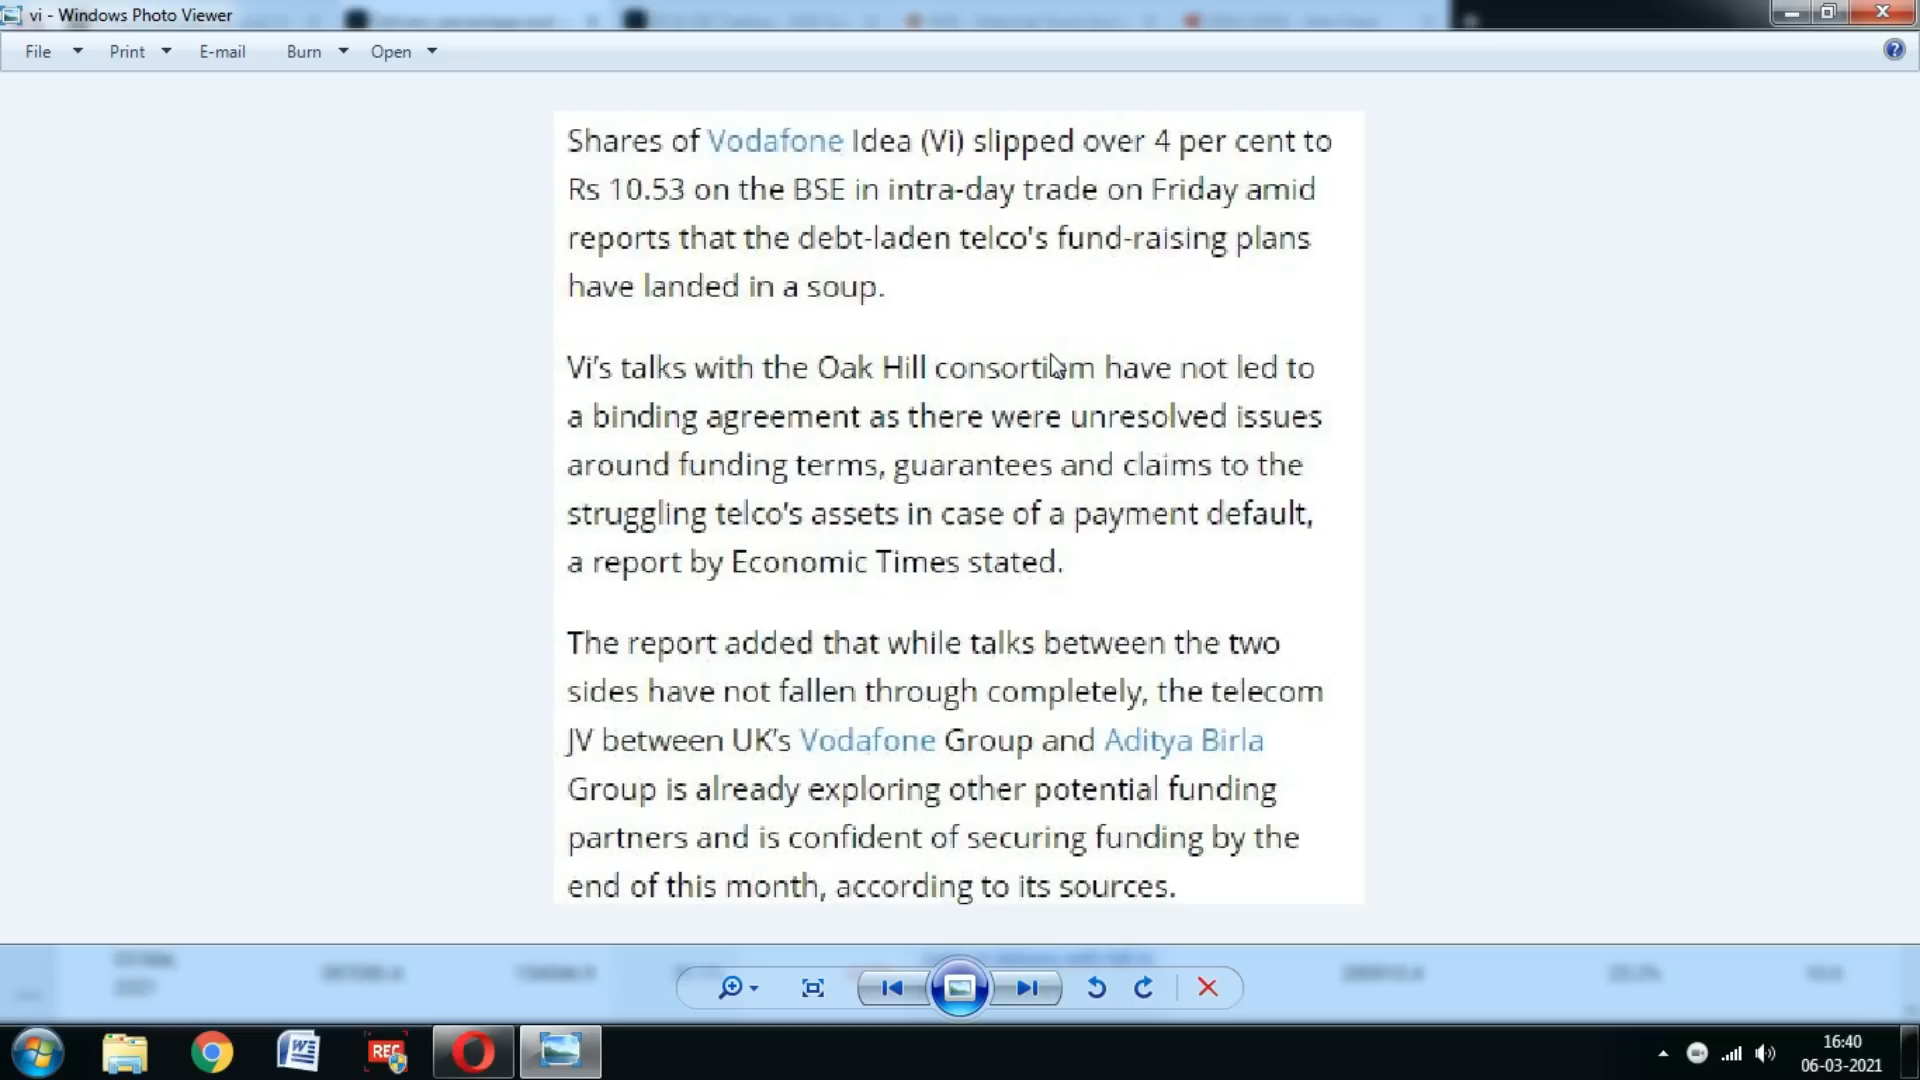 vi - Windows Photo Viewer
File Print E-mail Burn Open
Shares of Vodafone Idea (Vi) slipped over 4 per cent to
Rs 10.53 on the BSE in intra-day trade on Friday amid
reports that the debt-laden telco's fund-raising plans
have landed in a soup.
Vi's talks with the Oak Hill consortium have not led to
a binding agreement as there were unresolved issues
around funding terms, guarantees and claims to the
struggling telco's assets in case of a payment default,
a report by Economic Times stated.
The report added that while talks between the two
sides have not fallen through completely, the telecom
JV between UK's Vodafone Group and Aditya Birla
Group is already exploring other potential funding
partners and is confident of securing funding by the
end of this month, according to its sources.
REC
16:40
06-03-2021